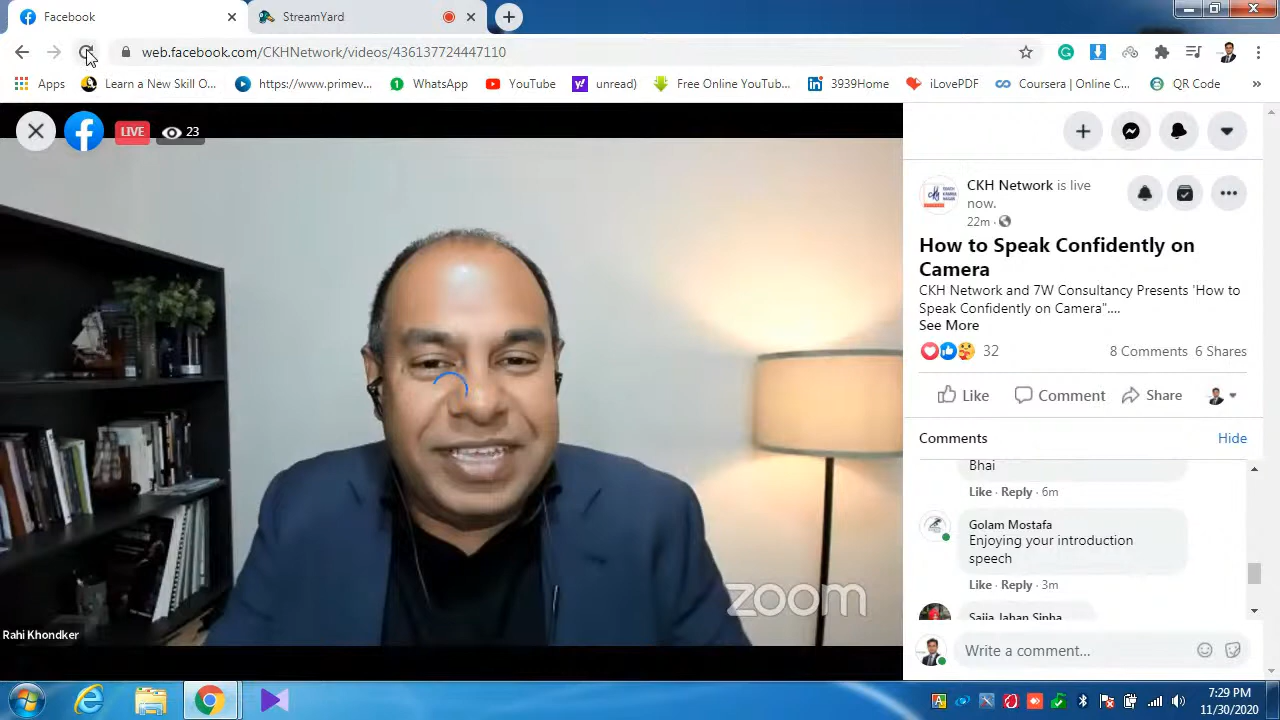 Facebook
StreamYard
web.facebook.com/CKHNetwork/videos/436137724447110
Apps
Learn a New Skill O...
https://www.primev...
WhatsApp
YouTube
unread)
Free Online YouTub...
3939Home
iLovePDF
Coursera | Online C...
QR Code
»
LIVE
23
CKH Network is live
now.
22m ·
How to Speak Confidently on
Camera
CKH Network and 7W Consultancy Presents 'How to
Speak Confidently on Camera"....
See More
32
8 Comments 6 Shares
Like
Comment
Share
Comments
Hide
Bhai
Like · Reply · 6m
Golam Mostafa
Enjoying your introduction
speech
Like · Reply · 3m
Jahan Sinha
Write a comment...
zoom
Rahi Khondker
7:29 PM
11/30/2020